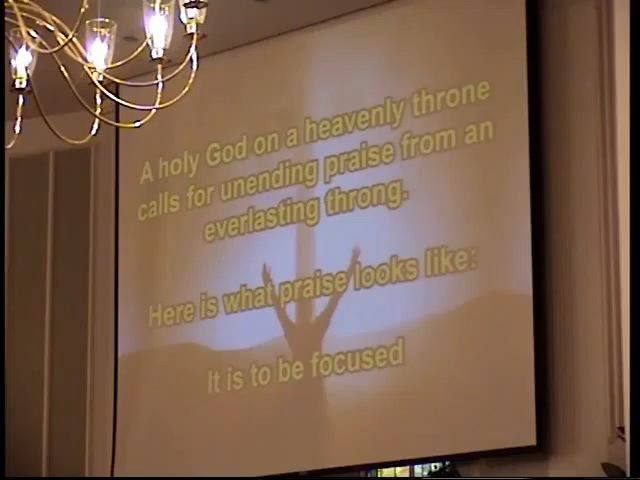 A holy God on a heavenly throne
calls for unending praise from an
everlasting throng.
Here is what praise looks like:
It is to be focused